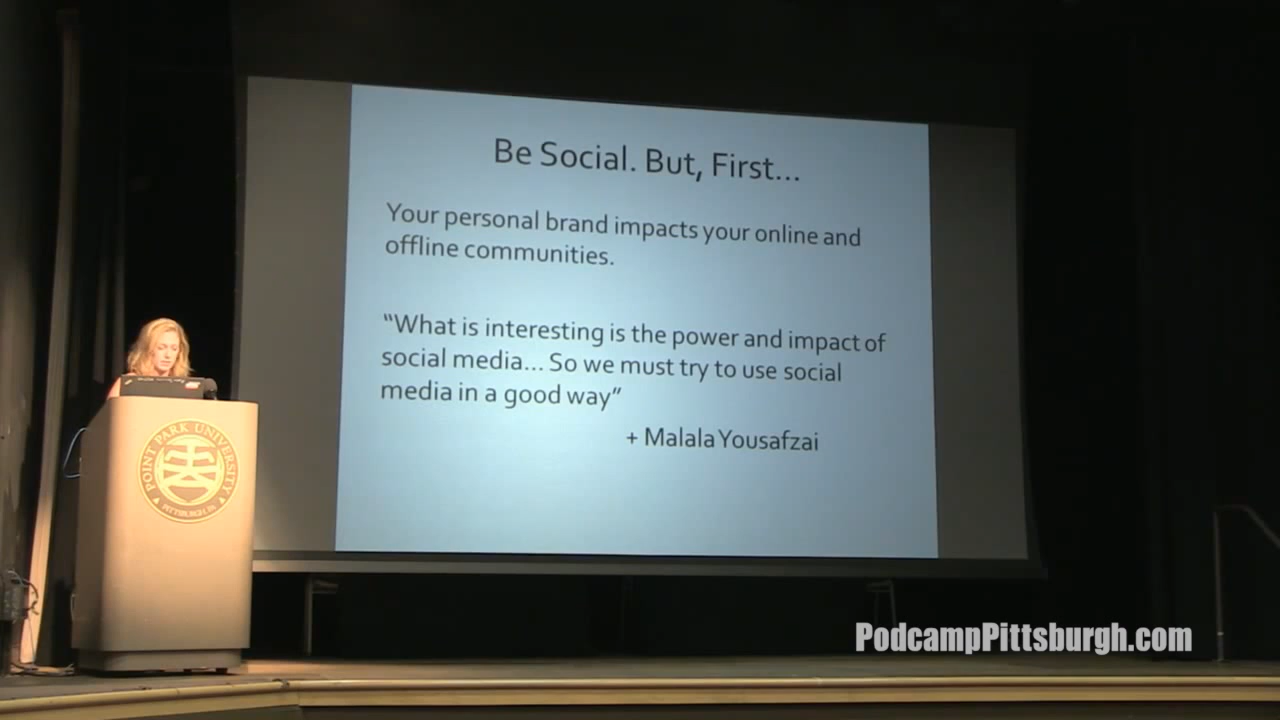 Be Social. But, First...
Your personal brand impacts your online and
offline communities.
“What is interesting is the power and impact of
social media... So we must try to use social
media in a good way”
+ Malala Yousafzai
POINT PARK UNIVERSITY
PITTSBURGH, PA
PodcampPittsburgh.com